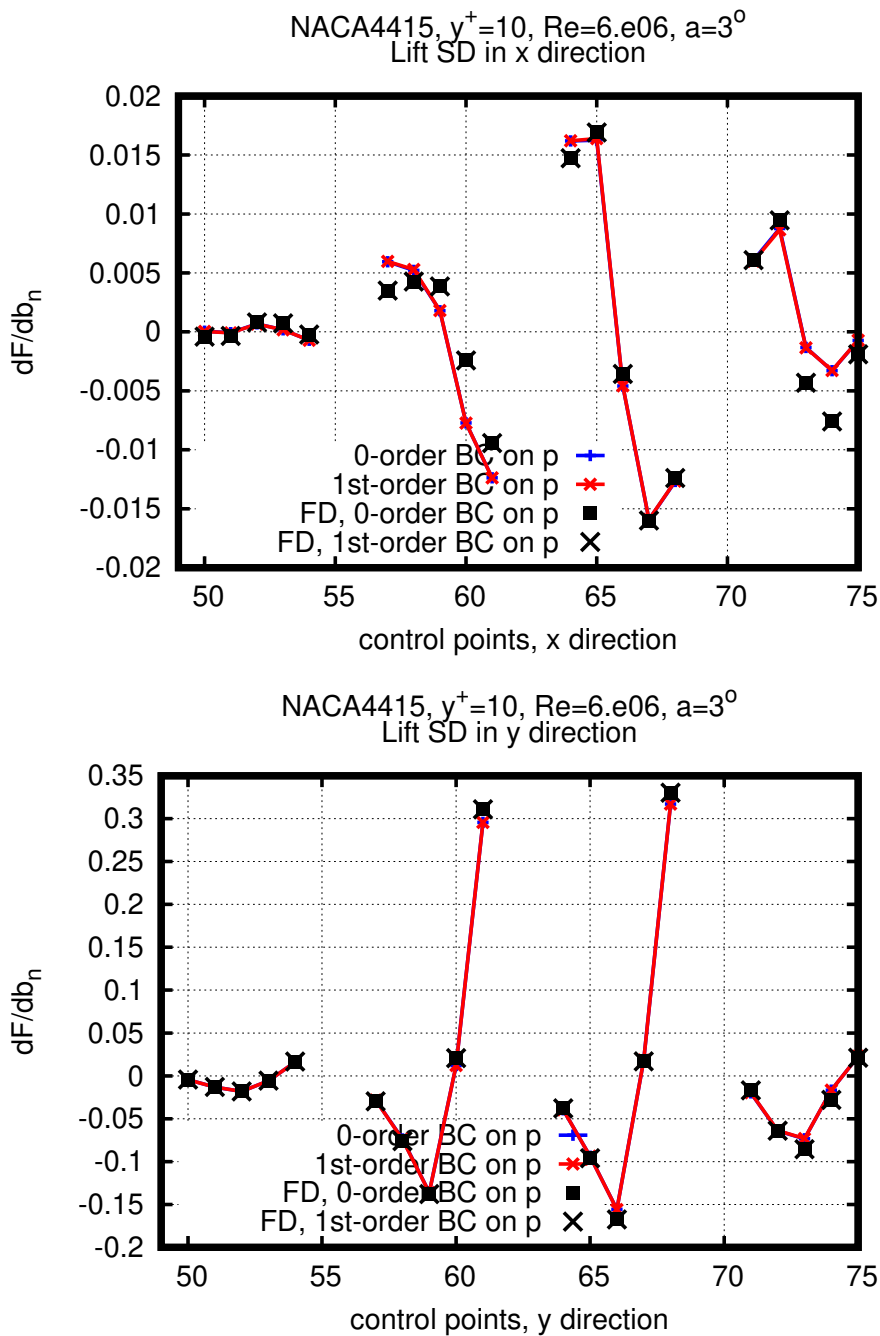 NACA4415, y+=10, Re=6.e06, a=3o
Lift SD in x direction
0.02
0.015
0.01
0.005
0
-0.005
-0.01
-0.015
-0.02
dF/dbn
0-order BC on p
1st-order BC on p
FD, 0-order BC on p
FD, 1st-order BC on p
50 55 60 65 70 75
control points, x direction
NACA4415, y+=10, Re=6.e06, a=3o
Lift SD in y direction
0.35
0.3
0.25
0.2
0.15
0.1
0.05
0
-0.05
-0.1
-0.15
-0.2
dF/dbn
0-order BC on p
1st-order BC on p
FD, 0-order BC on p
FD, 1st-order BC on p
50 55 60 65 70 75
control points, y direction